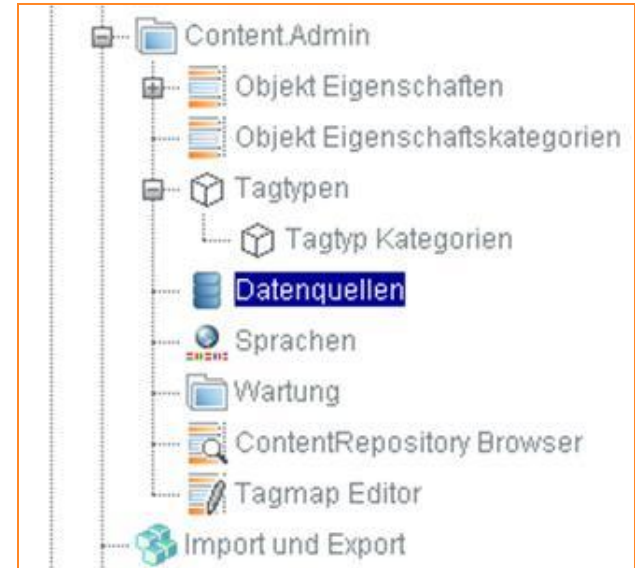 Content.Admin
Objekt Eigenschaften
Objekt Eigenschaftskategorien
Tagtypen
Tagtyp Kategorien
Datenquellen
Sprachen
Wartung
ContentRepository Browser
Tagmap Editor
Import und Export